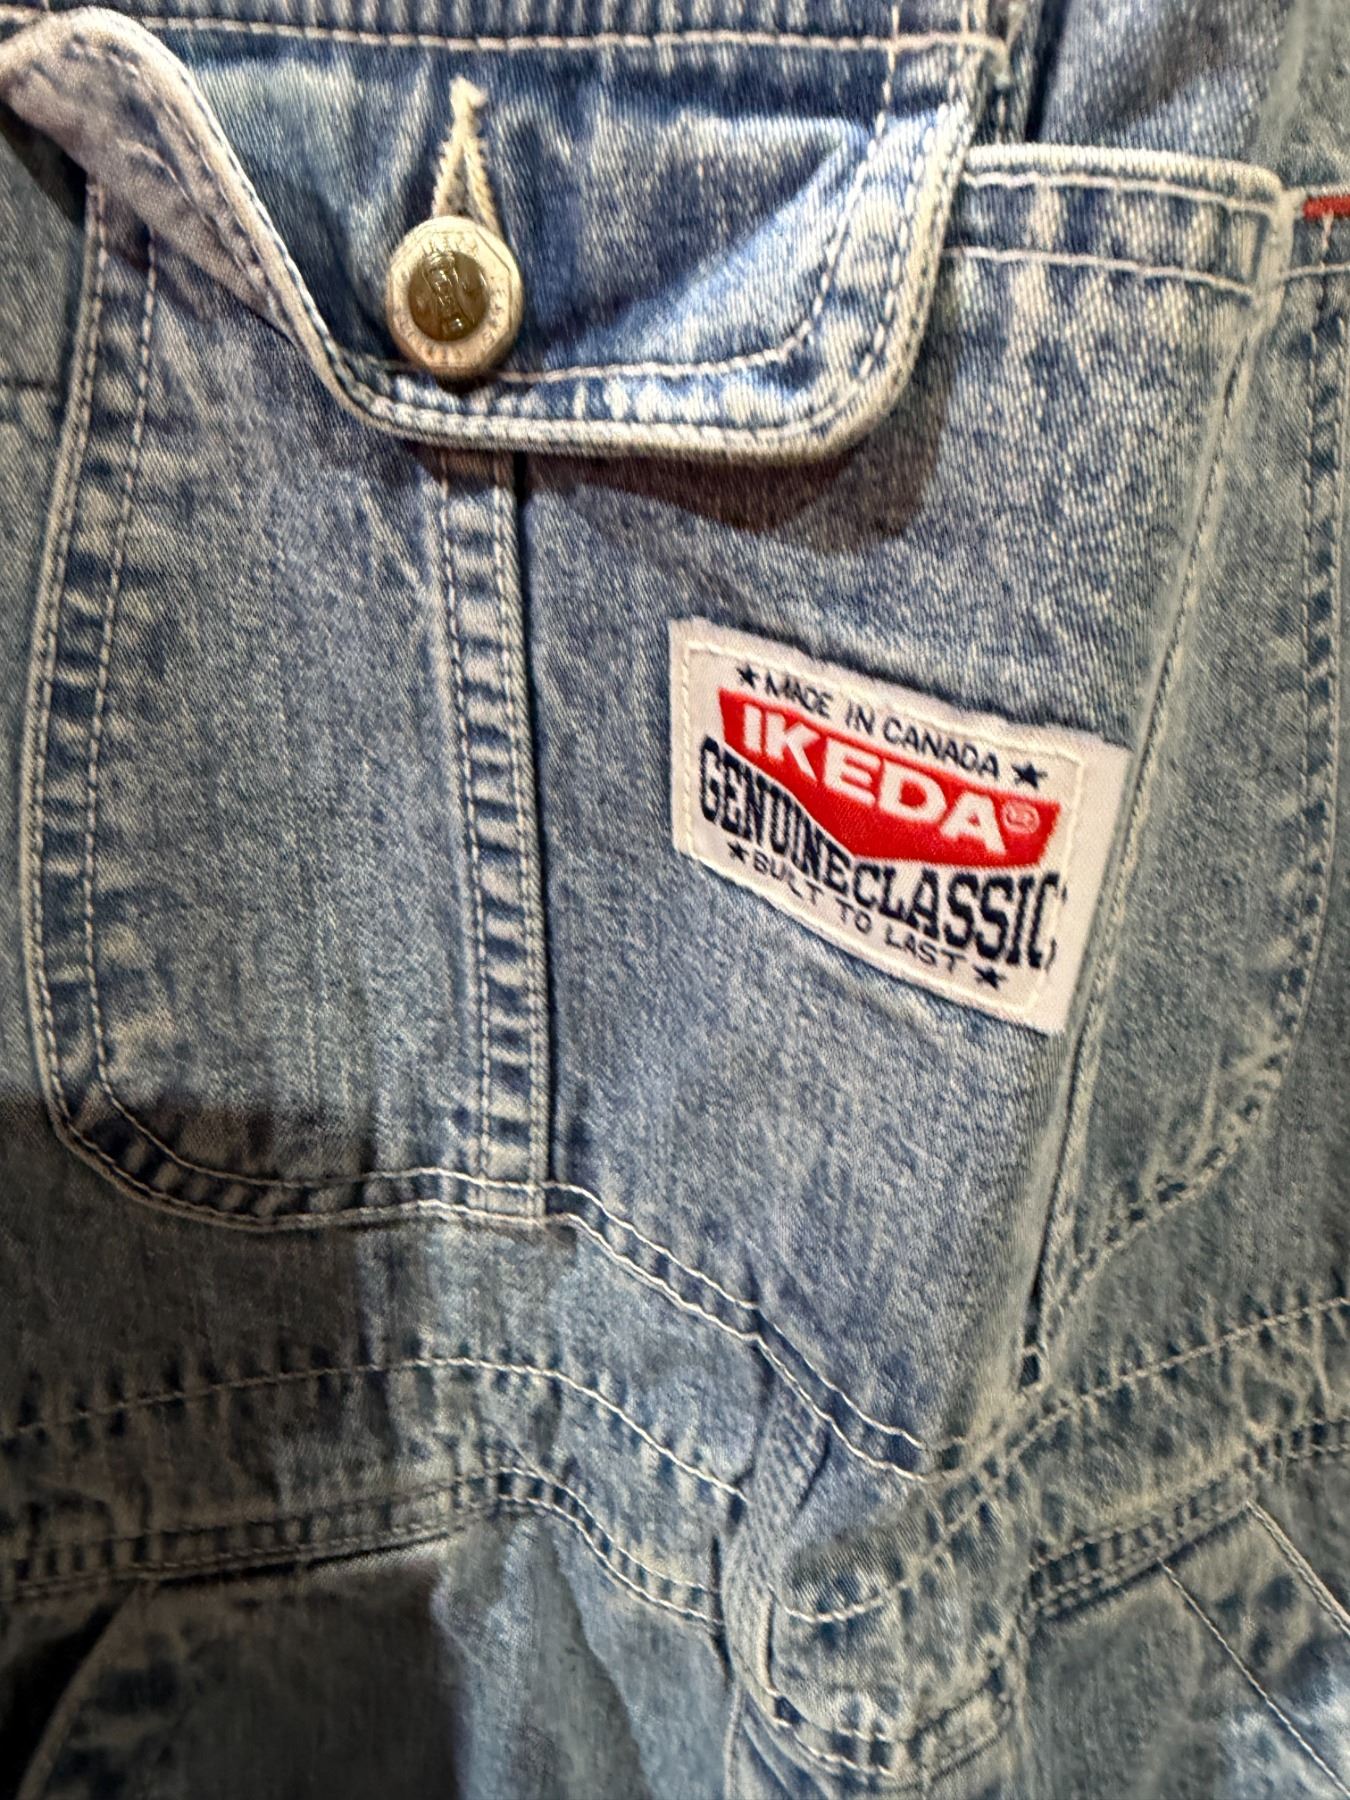 ★ MADE IN CANADA ★
IKEDA®
GENUINE CLASSIC
★ BUILT TO LAST ★